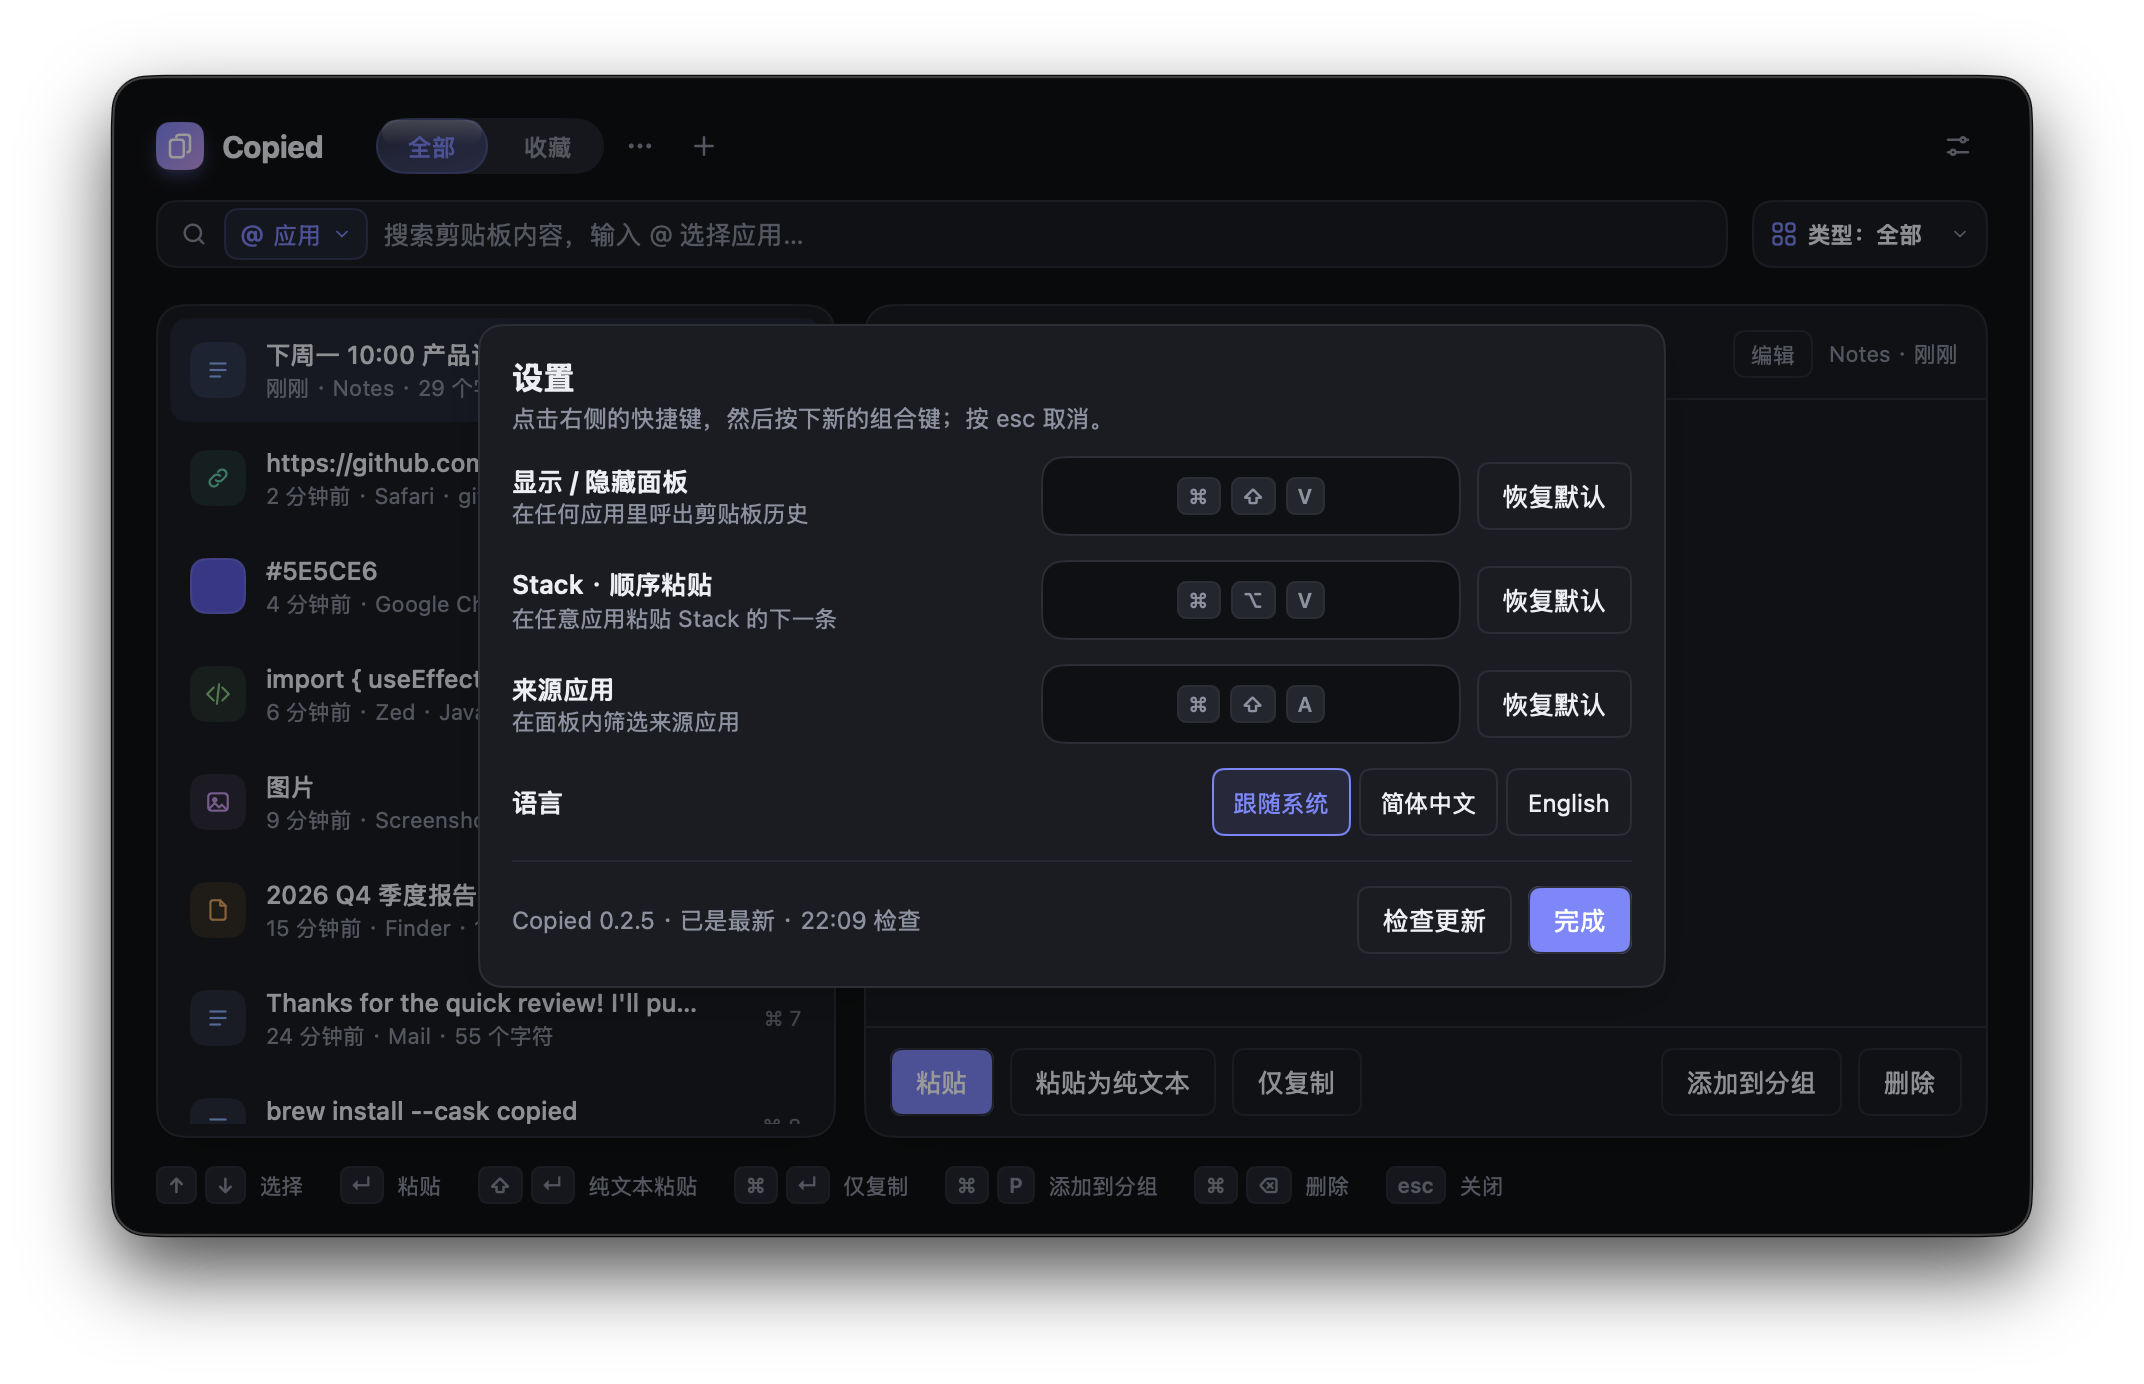 Copied
全部
收藏
@ 应用
搜索剪贴板内容，输入 @ 选择应用...
类型：全部
下周一 10:00 产品
刚刚 · Notes · 29 个
https://github.com
2 分钟前 · Safari ·
#5E5CE6
4 分钟前 · Google
import { useEffect
6 分钟前 · Zed ·
图片
9 分钟前 ·
2026 Q4 季度报告
15 分钟前 · Finder ·
Thanks for the quick review! I'll pu...
24 分钟前 · Mail · 55 个字符
⌘ 7
brew install --cask copied
编辑
Notes · 刚刚
设置
点击右侧的快捷键，然后按下新的组合键；按 esc 取消。
显示 / 隐藏面板
在任何应用里呼出剪贴板历史
⌘ ⇧ V
恢复默认
Stack · 顺序粘贴
在任意应用粘贴 Stack 的下一条
⌘ ⌥ V
恢复默认
来源应用
在面板内筛选来源应用
⌘ ⇧ A
恢复默认
语言
跟随系统
简体中文
English
Copied 0.2.5 · 已是最新 · 22:09 检查
检查更新
完成
粘贴
粘贴为纯文本
仅复制
添加到分组
删除
↑ ↓ 选择
↵ 粘贴
⇧ ↵ 纯文本粘贴
⌘ ↵ 仅复制
⌘ P 添加到分组
⌘ ⌫ 删除
esc 关闭